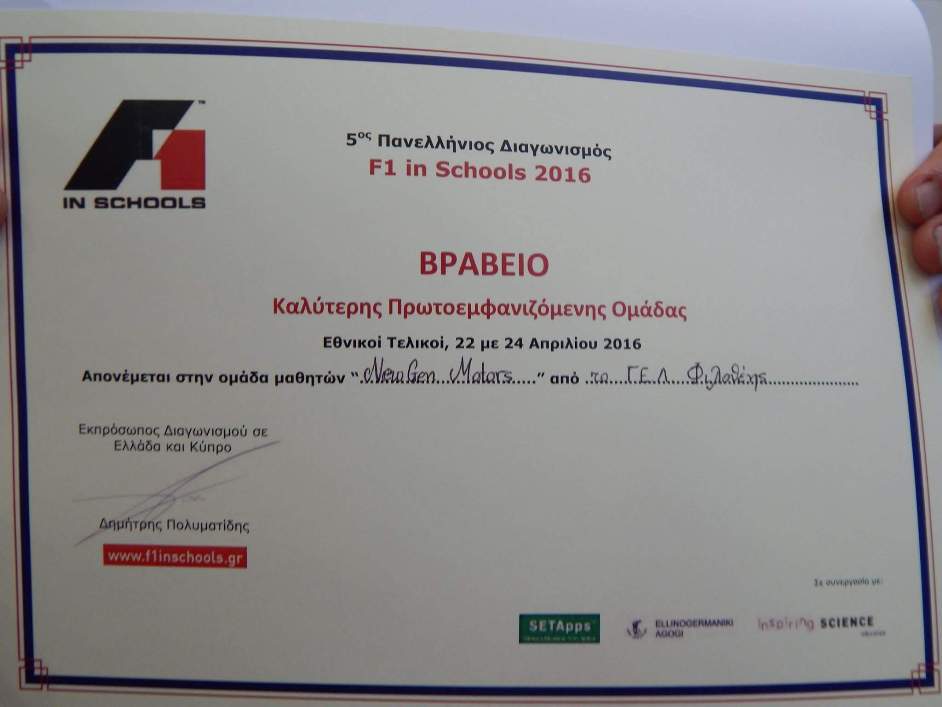 IN SCHOOLS
5ος Πανελλήνιος Διαγωνισμός
F1 in Schools 2016
ΒΡΑΒΕΙΟ
Καλύτερης Πρωτοεμφανιζόμενης Ομάδας
Εθνικοί Τελικοί, 22 με 24 Απριλίου 2016
Απονέμεται στην ομάδα μαθητών “NewGen Motors” από το Γ.Ε.Λ Φιλοθέης
Εκπρόσωπος Διαγωνισμού σε
Ελλάδα και Κύπρο
Δημήτρης Πολυματίδης
www.f1inschools.gr
Σε συνεργασία με:
SETApps
ELLINOGERMANIKI
AGOGI
Inspiring SCIENCE